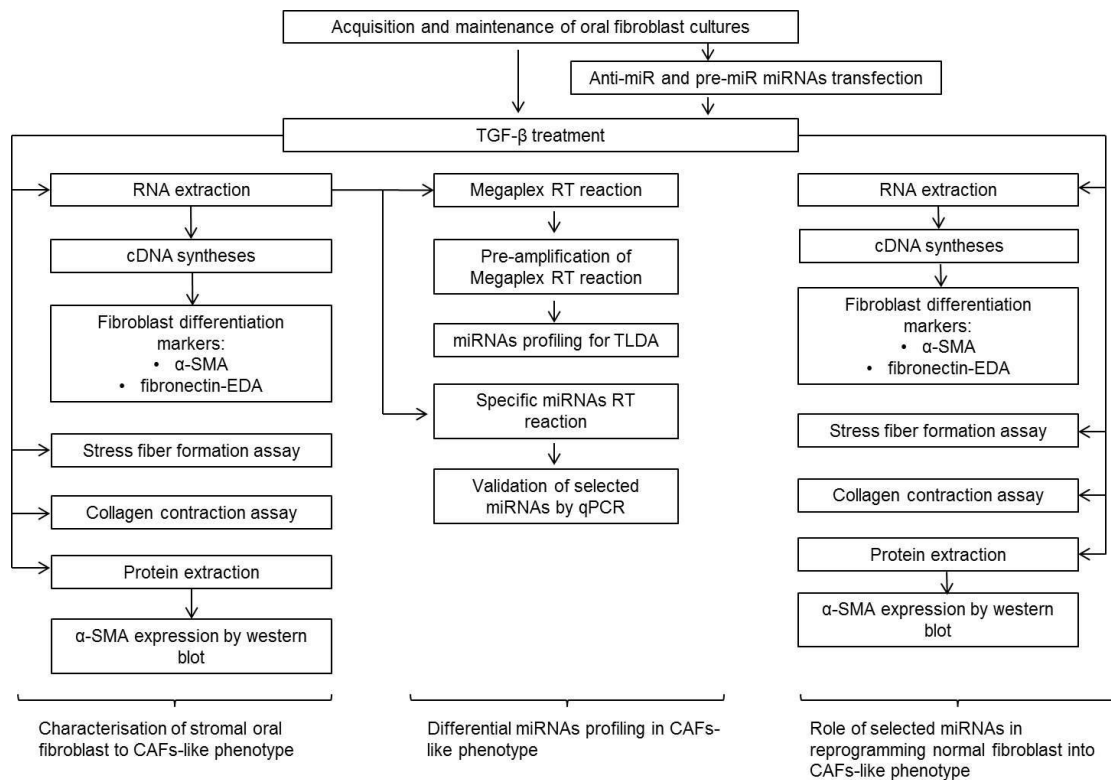 Acquisition and maintenance of oral fibroblast cultures
Anti-miR and pre-miR miRNAs transfection
TGF-β treatment
RNA extraction
cDNA syntheses
Fibroblast differentiation
markers:
• α-SMA
• fibronectin-EDA
Stress fiber formation assay
Collagen contraction assay
Protein extraction
α-SMA expression by western
blot
Characterisation of stromal oral
fibroblast to CAFs-like phenotype
Megaplex RT reaction
Pre-amplification of
Megaplex RT reaction
miRNAs profiling for TLDA
Specific miRNAs RT
reaction
Validation of selected
miRNAs by qPCR
Differential miRNAs profiling in CAFs-
like phenotype
RNA extraction
cDNA syntheses
Fibroblast differentiation
markers:
• α-SMA
• fibronectin-EDA
Stress fiber formation assay
Collagen contraction assay
Protein extraction
α-SMA expression by western
blot
Role of selected miRNAs in
reprogramming normal fibroblast into
CAFs-like phenotype